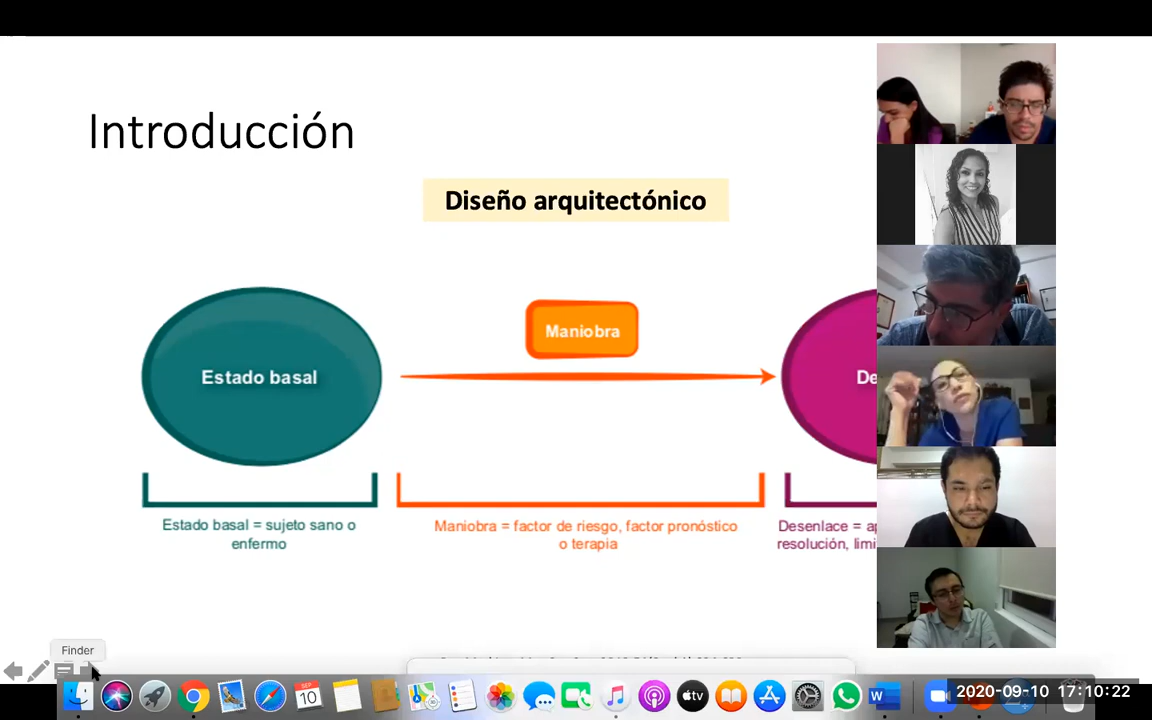 Introducción
Diseño arquitectónico
Maniobra
Estado basal
De
Estado basal = sujeto sano o
enfermo
Maniobra = factor de riesgo, factor pronóstico
o terapia
Desenlace = ap
resolución, limi
Finder
SEP
10
tv
W
2020-09-10 17:10:22